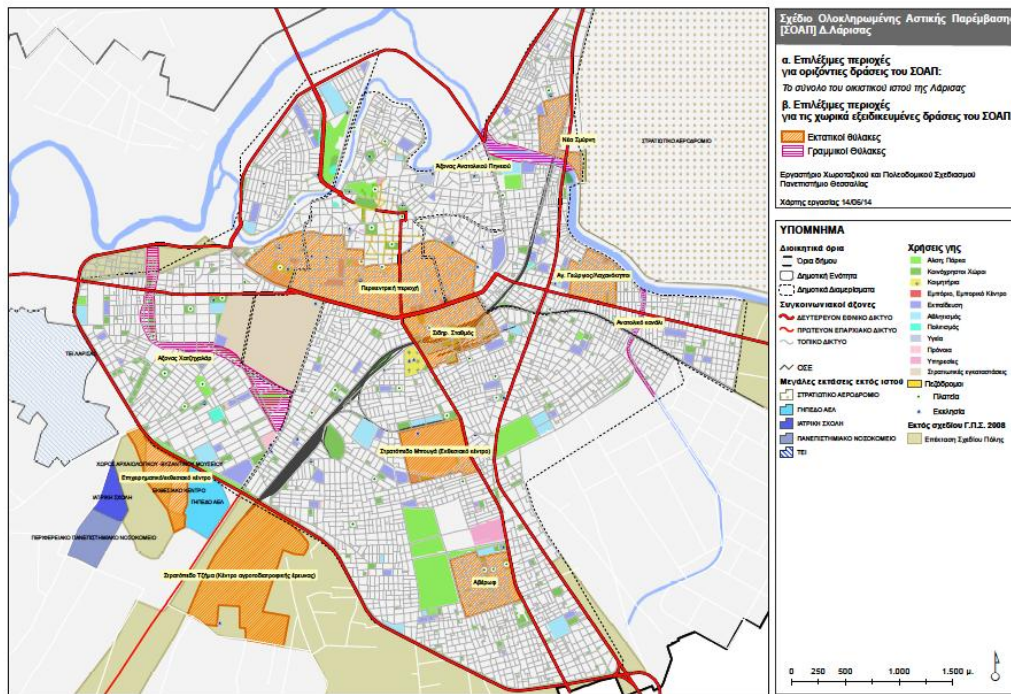 Σχέδιο Ολοκληρωμένης Αστικής Παρέμβασης
[ΣΟΑΠ] Δ.Λάρισας
α. Επιλέξιμες περιοχές
για οριζόντιες δράσεις του ΣΟΑΠ:
Το σύνολο του οικιστικού ιστού της Λάρισας
β. Επιλέξιμες περιοχές
για τις χωρικά εξειδικευμένες δράσεις του ΣΟΑΠ
Εκτατικοί θύλακες
Γραμμικοί Θύλακες
Εργαστήριο Χωροταξικού και Πολεοδομικού Σχεδιασμού
Πανεπιστήμιο Θεσσαλίας
Χάρτης εργασίας 14/06/14
ΥΠΟΜΝΗΜΑ
Διοικητικά όρια
Όρια δήμου
Δημοτική Ενότητα
Δημοτικά Διαμερίσματα
Συγκοινωνιακοί άξονες
ΔΕΥΤΕΡΕΥΟΝ ΕΘΝΙΚΟ ΔΙΚΤΥΟ
ΠΡΩΤΕΥΟΝ ΕΠΑΡΧΙΑΚΟ ΔΙΚΤΥΟ
ΤΟΠΙΚΟ ΔΙΚΤΥΟ
ΟΣΕ
Μεγάλες εκτάσεις εκτός ιστού
ΣΤΡΑΤΙΩΤΙΚΟ ΑΕΡΟΔΡΟΜΙΟ
ΓΗΠΕΔΟ ΑΕΛ
ΙΑΤΡΙΚΗ ΣΧΟΛΗ
ΠΑΝΕΠΙΣΤΗΜΙΑΚΟ ΝΟΣΟΚΟΜΕΙΟ
ΤΕΙ
Χρήσεις γης
Άλση, Πάρκα
Κοινόχρηστοι Χώροι
Κοιμητήρια
Εμπόριο, Εμπορικά Κέντρα
Εκπαίδευση
Αθλητισμός
Πολιτισμός
Υγεία
Πρόνοια
Υπηρεσίες
Στρατιωτικές εγκαταστάσεις
Πεζόδρομοι
Πλατεία
Εκκλησία
Εκτός σχεδίου Γ.Π.Σ. 2008
Επέκταση Σχεδίου Πόλης
0 250 500 1.000 1.500 μ.
Νέα Σμύρνη
ΣΤΡΑΤΙΩΤΙΚΟ ΑΕΡΟΔΡΟΜΙΟ
Άξονας Ανατολικού Πηνειού
Αγ. Γεώργιος/Λαχανόκηποι
Περικεντρική περιοχή
Ανατολικό κανάλι
Σιδηρ. Σταθμός
ΤΕΙ ΛΑΡΙΣΑΣ
Άξονας Χατζηχαλάρ
Στρατόπεδο Μπουγά (Εκθεσιακό κέντρο)
ΧΩΡΟΣ ΑΡΧΑΙΟΛΟΓΙΚΟΥ-ΒΥΖΑΝΤΙΝΟΥ ΜΟΥΣΕΙΟΥ
Επιχειρηματικό/εκθεσιακό κέντρο
ΕΚΘΕΣΙΑΚΟ ΚΕΝΤΡΟ
ΙΑΤΡΙΚΗ ΣΧΟΛΗ
ΓΗΠΕΔΟ ΑΕΛ
ΠΕΡΙΦΕΡΕΙΑΚΟ ΠΑΝΕΠΙΣΤΗΜΙΑΚΟ ΝΟΣΟΚΟΜΕΙΟ
Στρατόπεδο Τζήμα (Κέντρο αγροτοδιατροφικής έρευνας)
Αβέρωφ